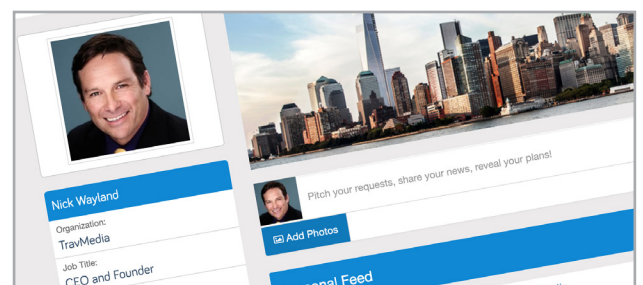 Nick Wayland
Organization:
TravMedia
Job Title:
CEO and Founder
Pitch your requests, share your news, reveal your plans!
Add Photos
Feed